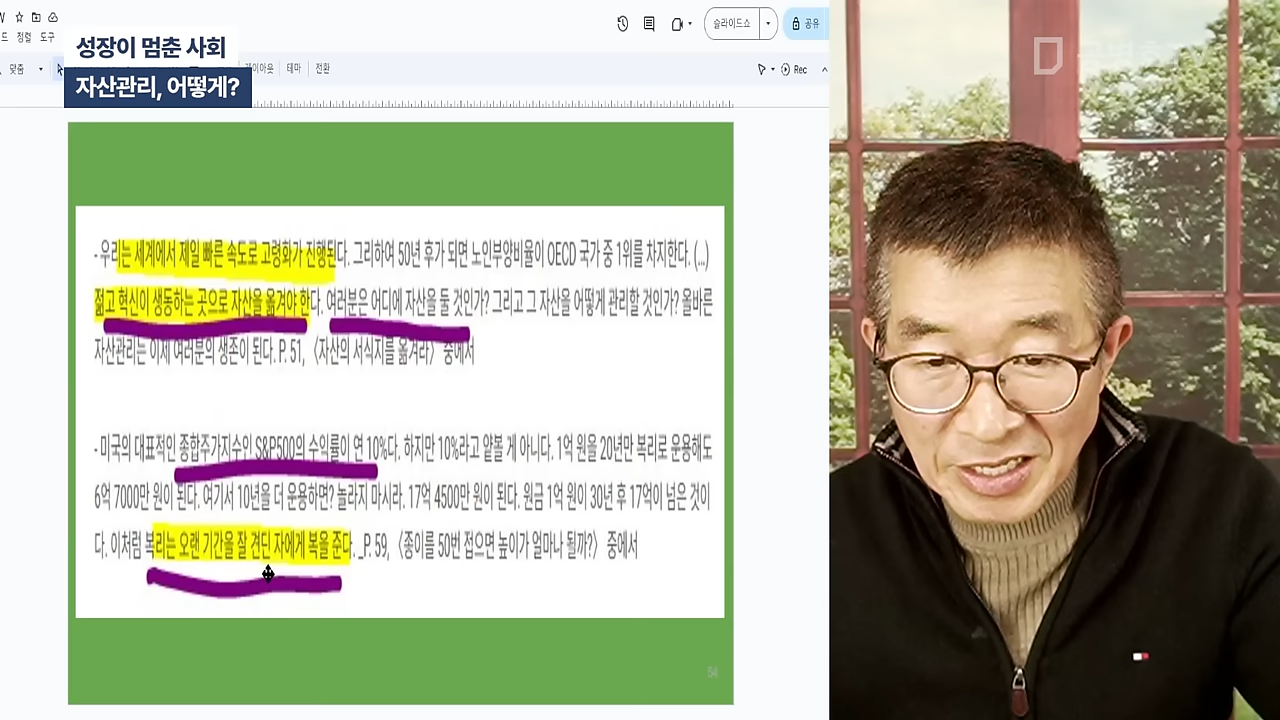 성장이 멈춘 사회
자산관리, 어떻게?
드 정렬 도구
슬라이드쇼
공유
맞춤
테마
전환
Rec
- 우리는 세계에서 제일 빠른 속도로 고령화가 진행된다. 그리하여 50년 후가 되면 노인부양비율이 OECD 국가 중 1위를 차지한다. (...)
젊고 혁신이 생동하는 곳으로 자산을 옮겨야 한다. 여러분은 어디에 자산을 둘 것인가? 그리고 그 자산을 어떻게 관리할 것인가? 올바른
자산관리는 이제 여러분의 생존이 된다. P. 51, 〈자산의 서식지를 옮겨라〉 중에서
- 미국의 대표적인 종합주가지수인 S&P500의 수익률이 연 10%다. 하지만 10%라고 얕볼 게 아니다. 1억 원을 20년만 복리로 운용해도
6억 7000만 원이 된다. 여기서 10년을 더 운용하면? 놀라지 마시라. 17억 4500만 원이 된다. 원금 1억 원이 30년 후 17억이 넘은 것이
다. 이처럼 복리는 오랜 기간을 잘 견딘 자에게 복을 준다. _P. 59, 〈종이를 50번 접으면 높이가 얼마나 될까?〉 중에서
54